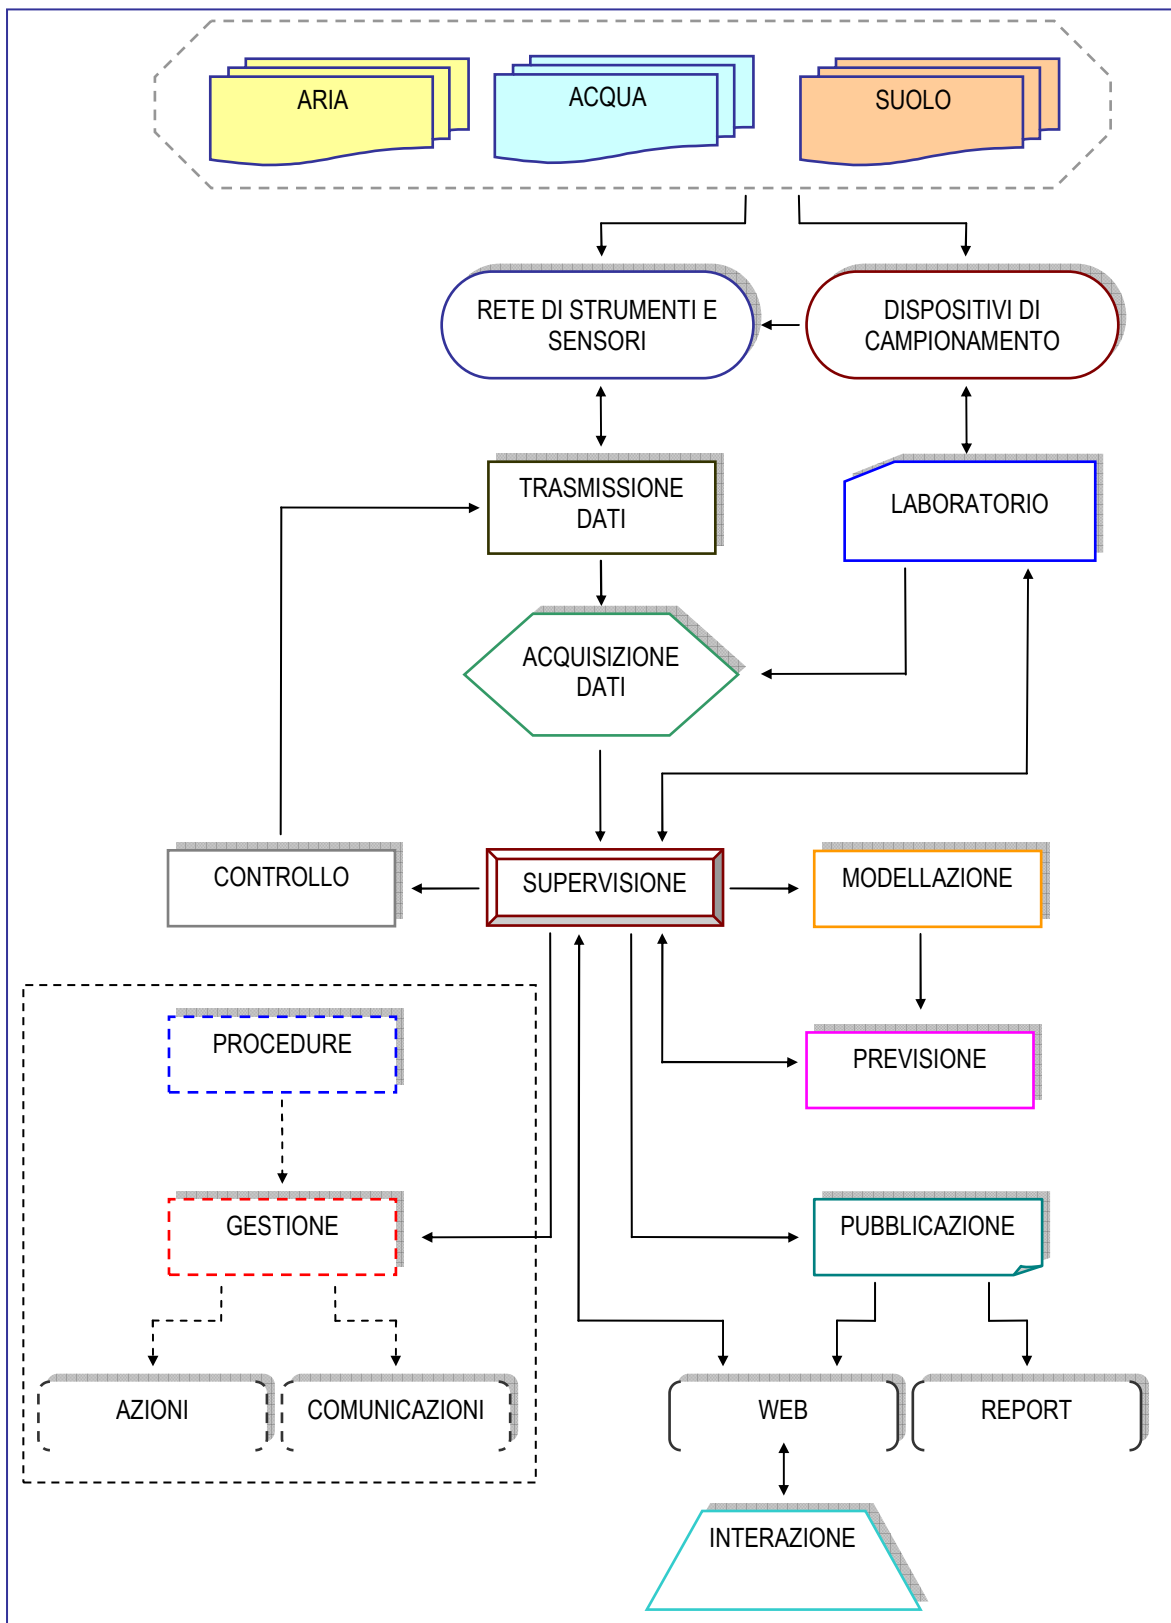 ARIA
ACQUA
SUOLO
RETE DI STRUMENTI E
SENSORI
DISPOSITIVI DI
CAMPIONAMENTO
TRASMISSIONE
DATI
LABORATORIO
ACQUISIZIONE
DATI
CONTROLLO
SUPERVISIONE
MODELLAZIONE
PROCEDURE
PREVISIONE
GESTIONE
PUBBLICAZIONE
AZIONI
COMUNICAZIONI
WEB
REPORT
INTERAZIONE